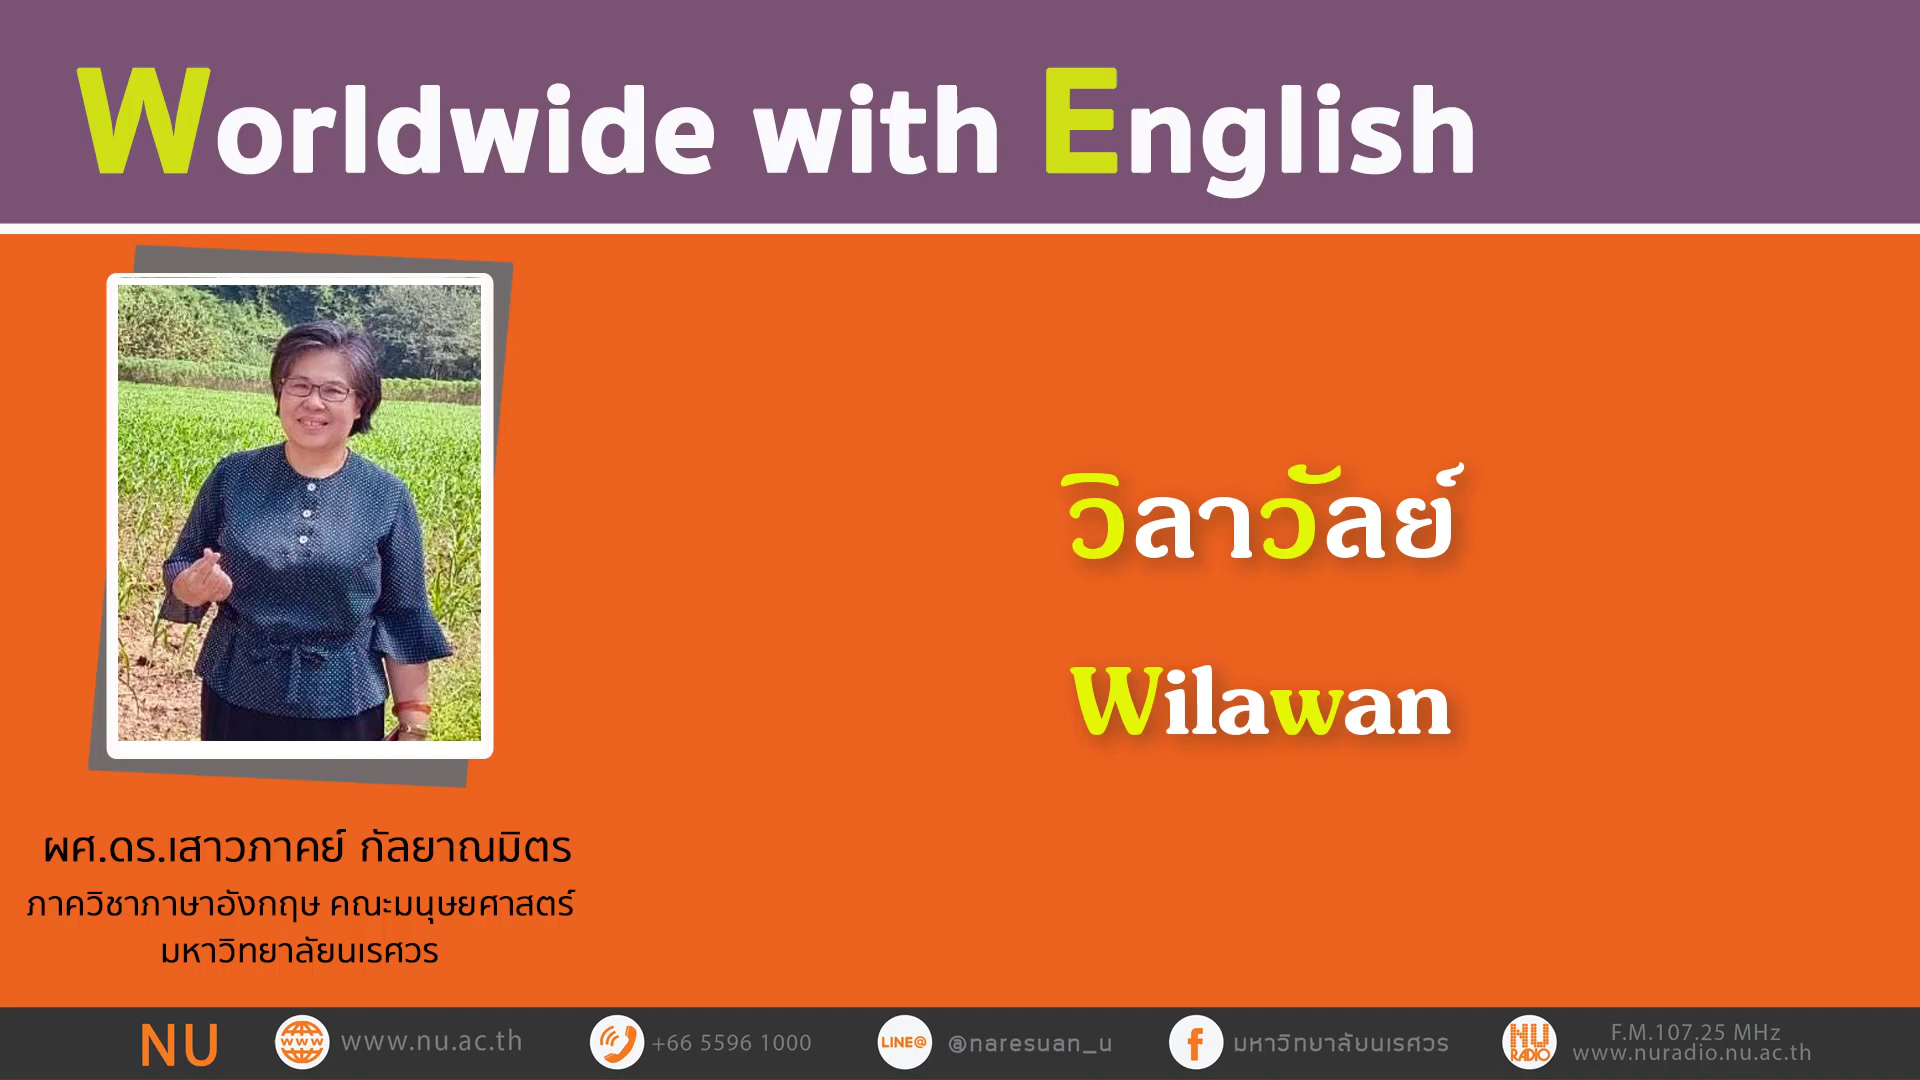 Worldwide with English
วิลาวัลย์
Wilawan
ผศ.ดร.เสาวภาคย์ กัลยาณมิตร
ภาควิชาภาษาอังกฤษ คณะมนุษยศาสตร์
มหาวิทยาลัยนเรศวร
NU
www
www.nu.ac.th
+66 5596 1000
LINE@
@naresuan_u
f
มหาวิทยาลัยนเรศวร
NU
RADIO
F.M.107.25 MHz
www.nuradio.nu.ac.th